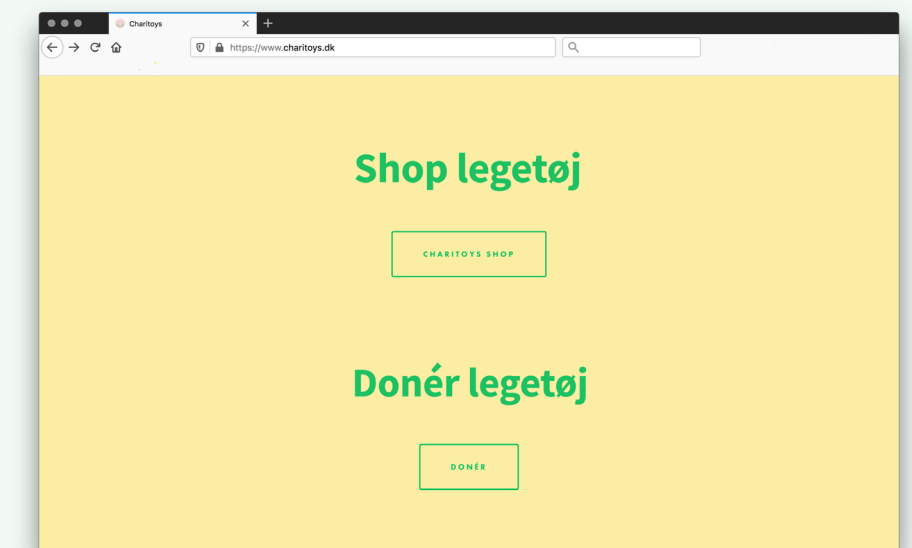 Charitoys
https://www.charitoys.dk
Shop legetøj
CHARITOYS SHOP
Donér legetøj
DONÉR